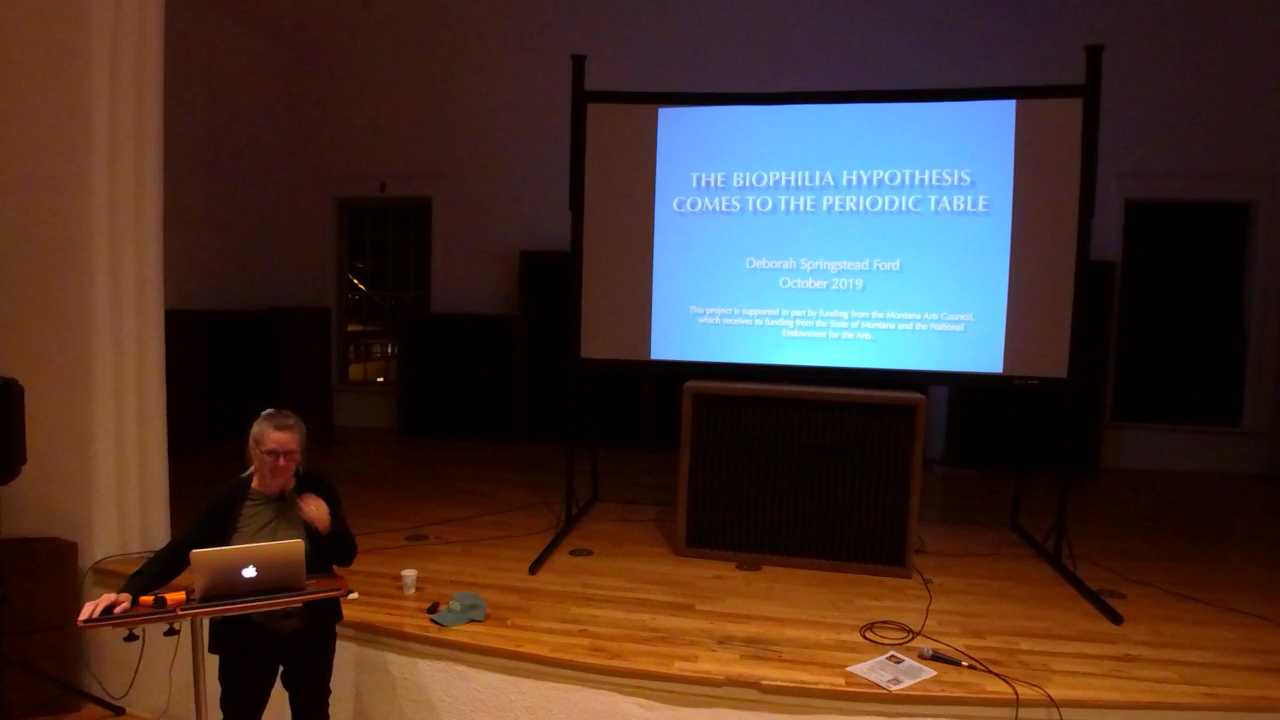 THE BIOPHILIA HYPOTHESIS
COMES TO THE PERIODIC TABLE
Deborah Springstead Ford
October 2019
This project is supported in part by funding from the Montana Arts Council,
which receives its funding from the State of Montana and the National
Endowment for the Arts.